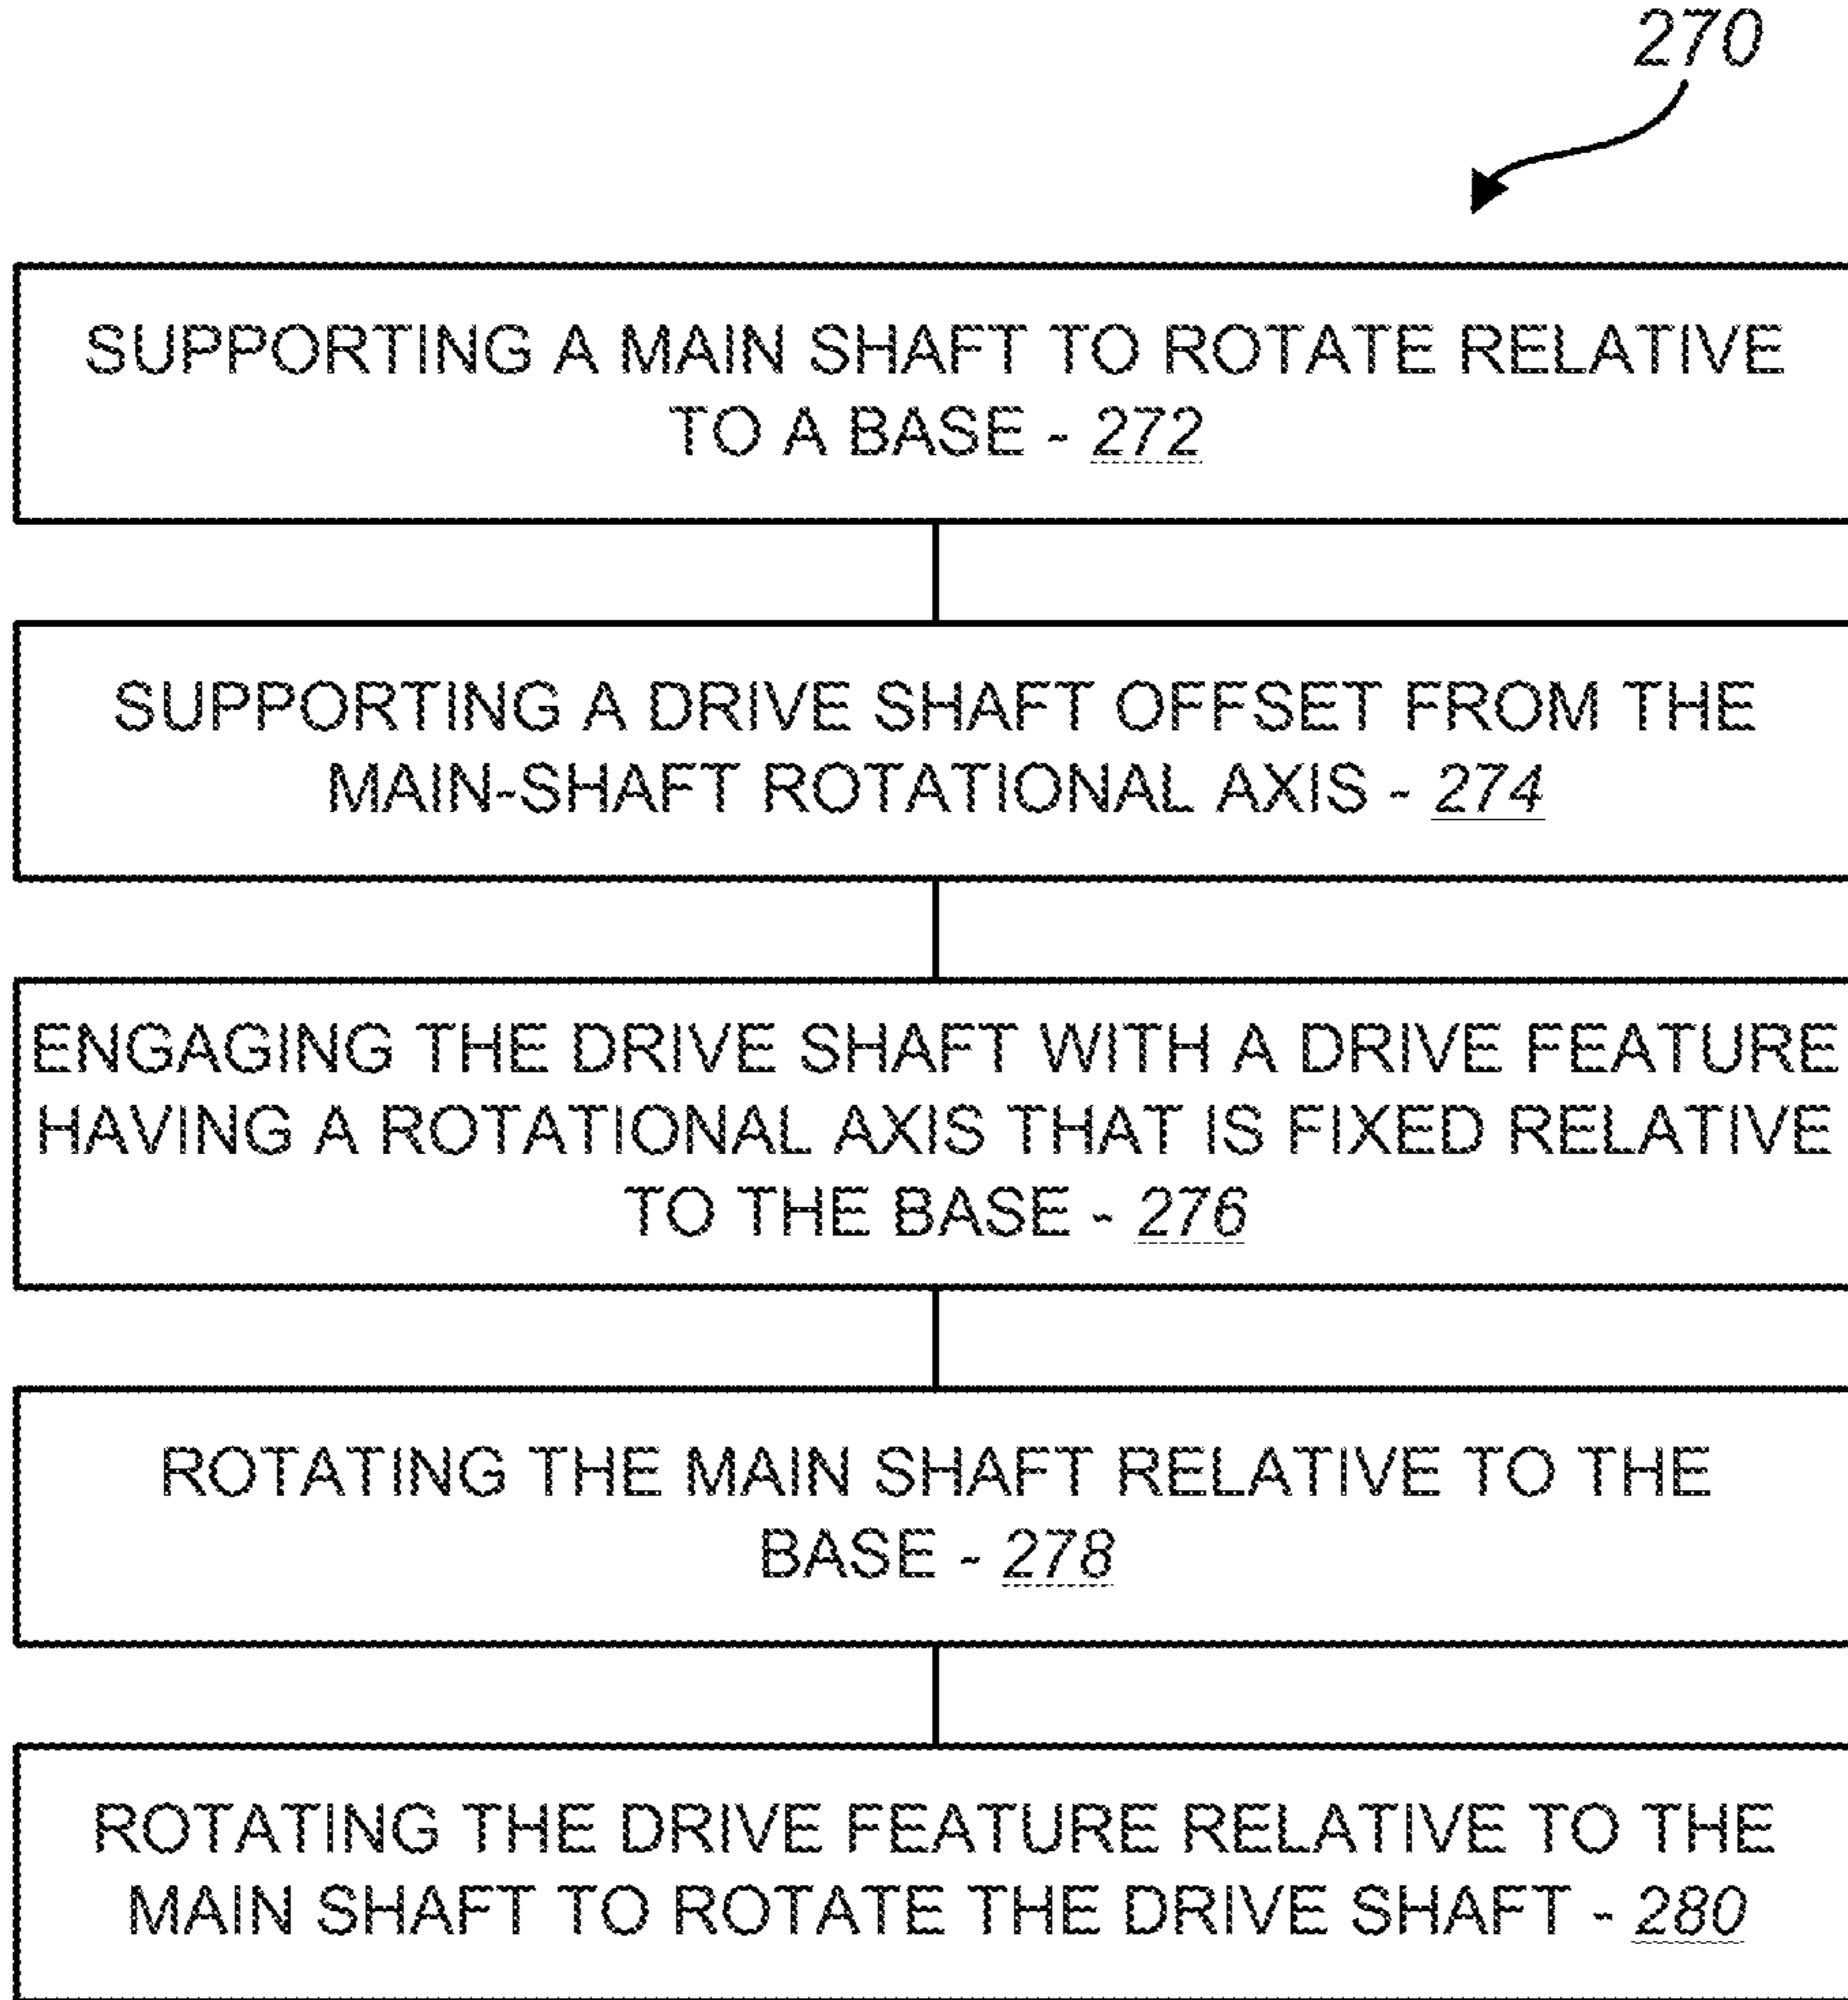 270
SUPPORTING A MAIN SHAFT TO ROTATE RELATIVE
TO A BASE - 272
SUPPORTING A DRIVE SHAFT OFFSET FROM THE
MAIN-SHAFT ROTATIONAL AXIS - 274
ENGAGING THE DRIVE SHAFT WITH A DRIVE FEATURE
HAVING A ROTATIONAL AXIS THAT IS FIXED RELATIVE
TO THE BASE - 276
ROTATING THE MAIN SHAFT RELATIVE TO THE
BASE - 278
ROTATING THE DRIVE FEATURE RELATIVE TO THE
MAIN SHAFT TO ROTATE THE DRIVE SHAFT - 280